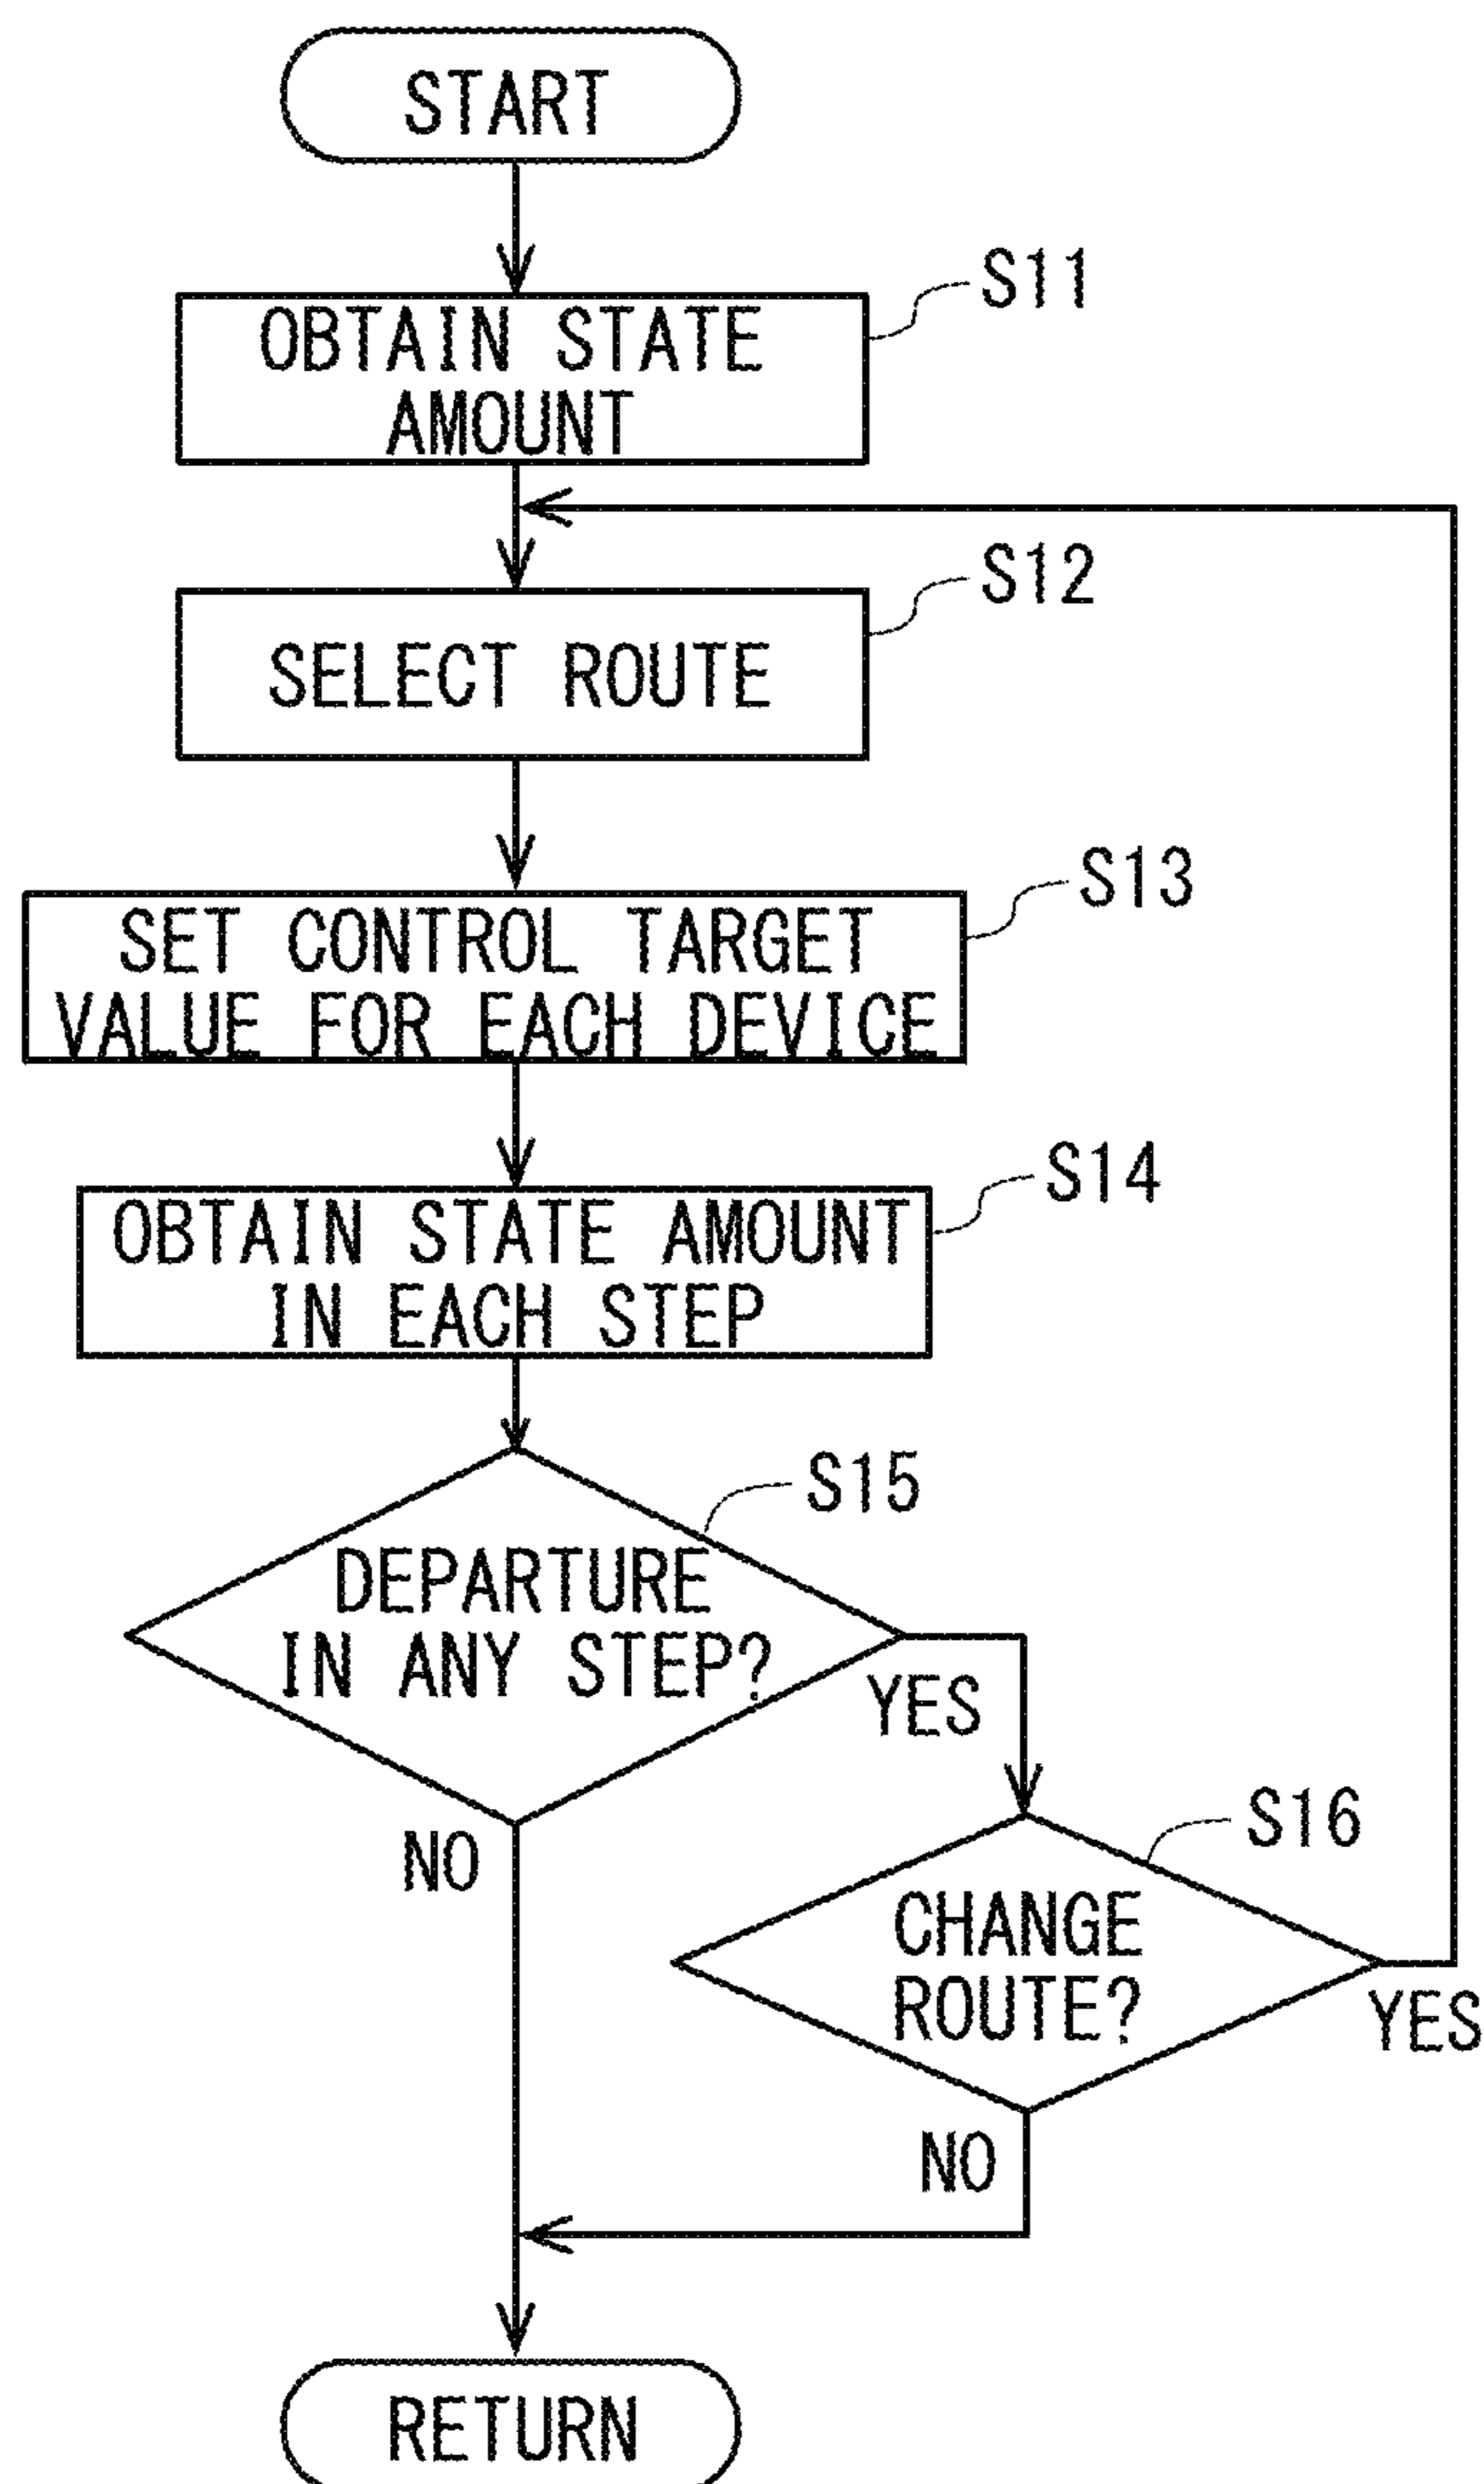 START
S11
OBTAIN STATE
AMOUNT
S12
SELECT ROUTE
S13
SET CONTROL TARGET
VALUE FOR EACH DEVICE
S14
OBTAIN STATE AMOUNT
IN EACH STEP
S15
DEPARTURE
IN ANY STEP?
YES
NO
S16
CHANGE
ROUTE?
YES
NO
RETURN